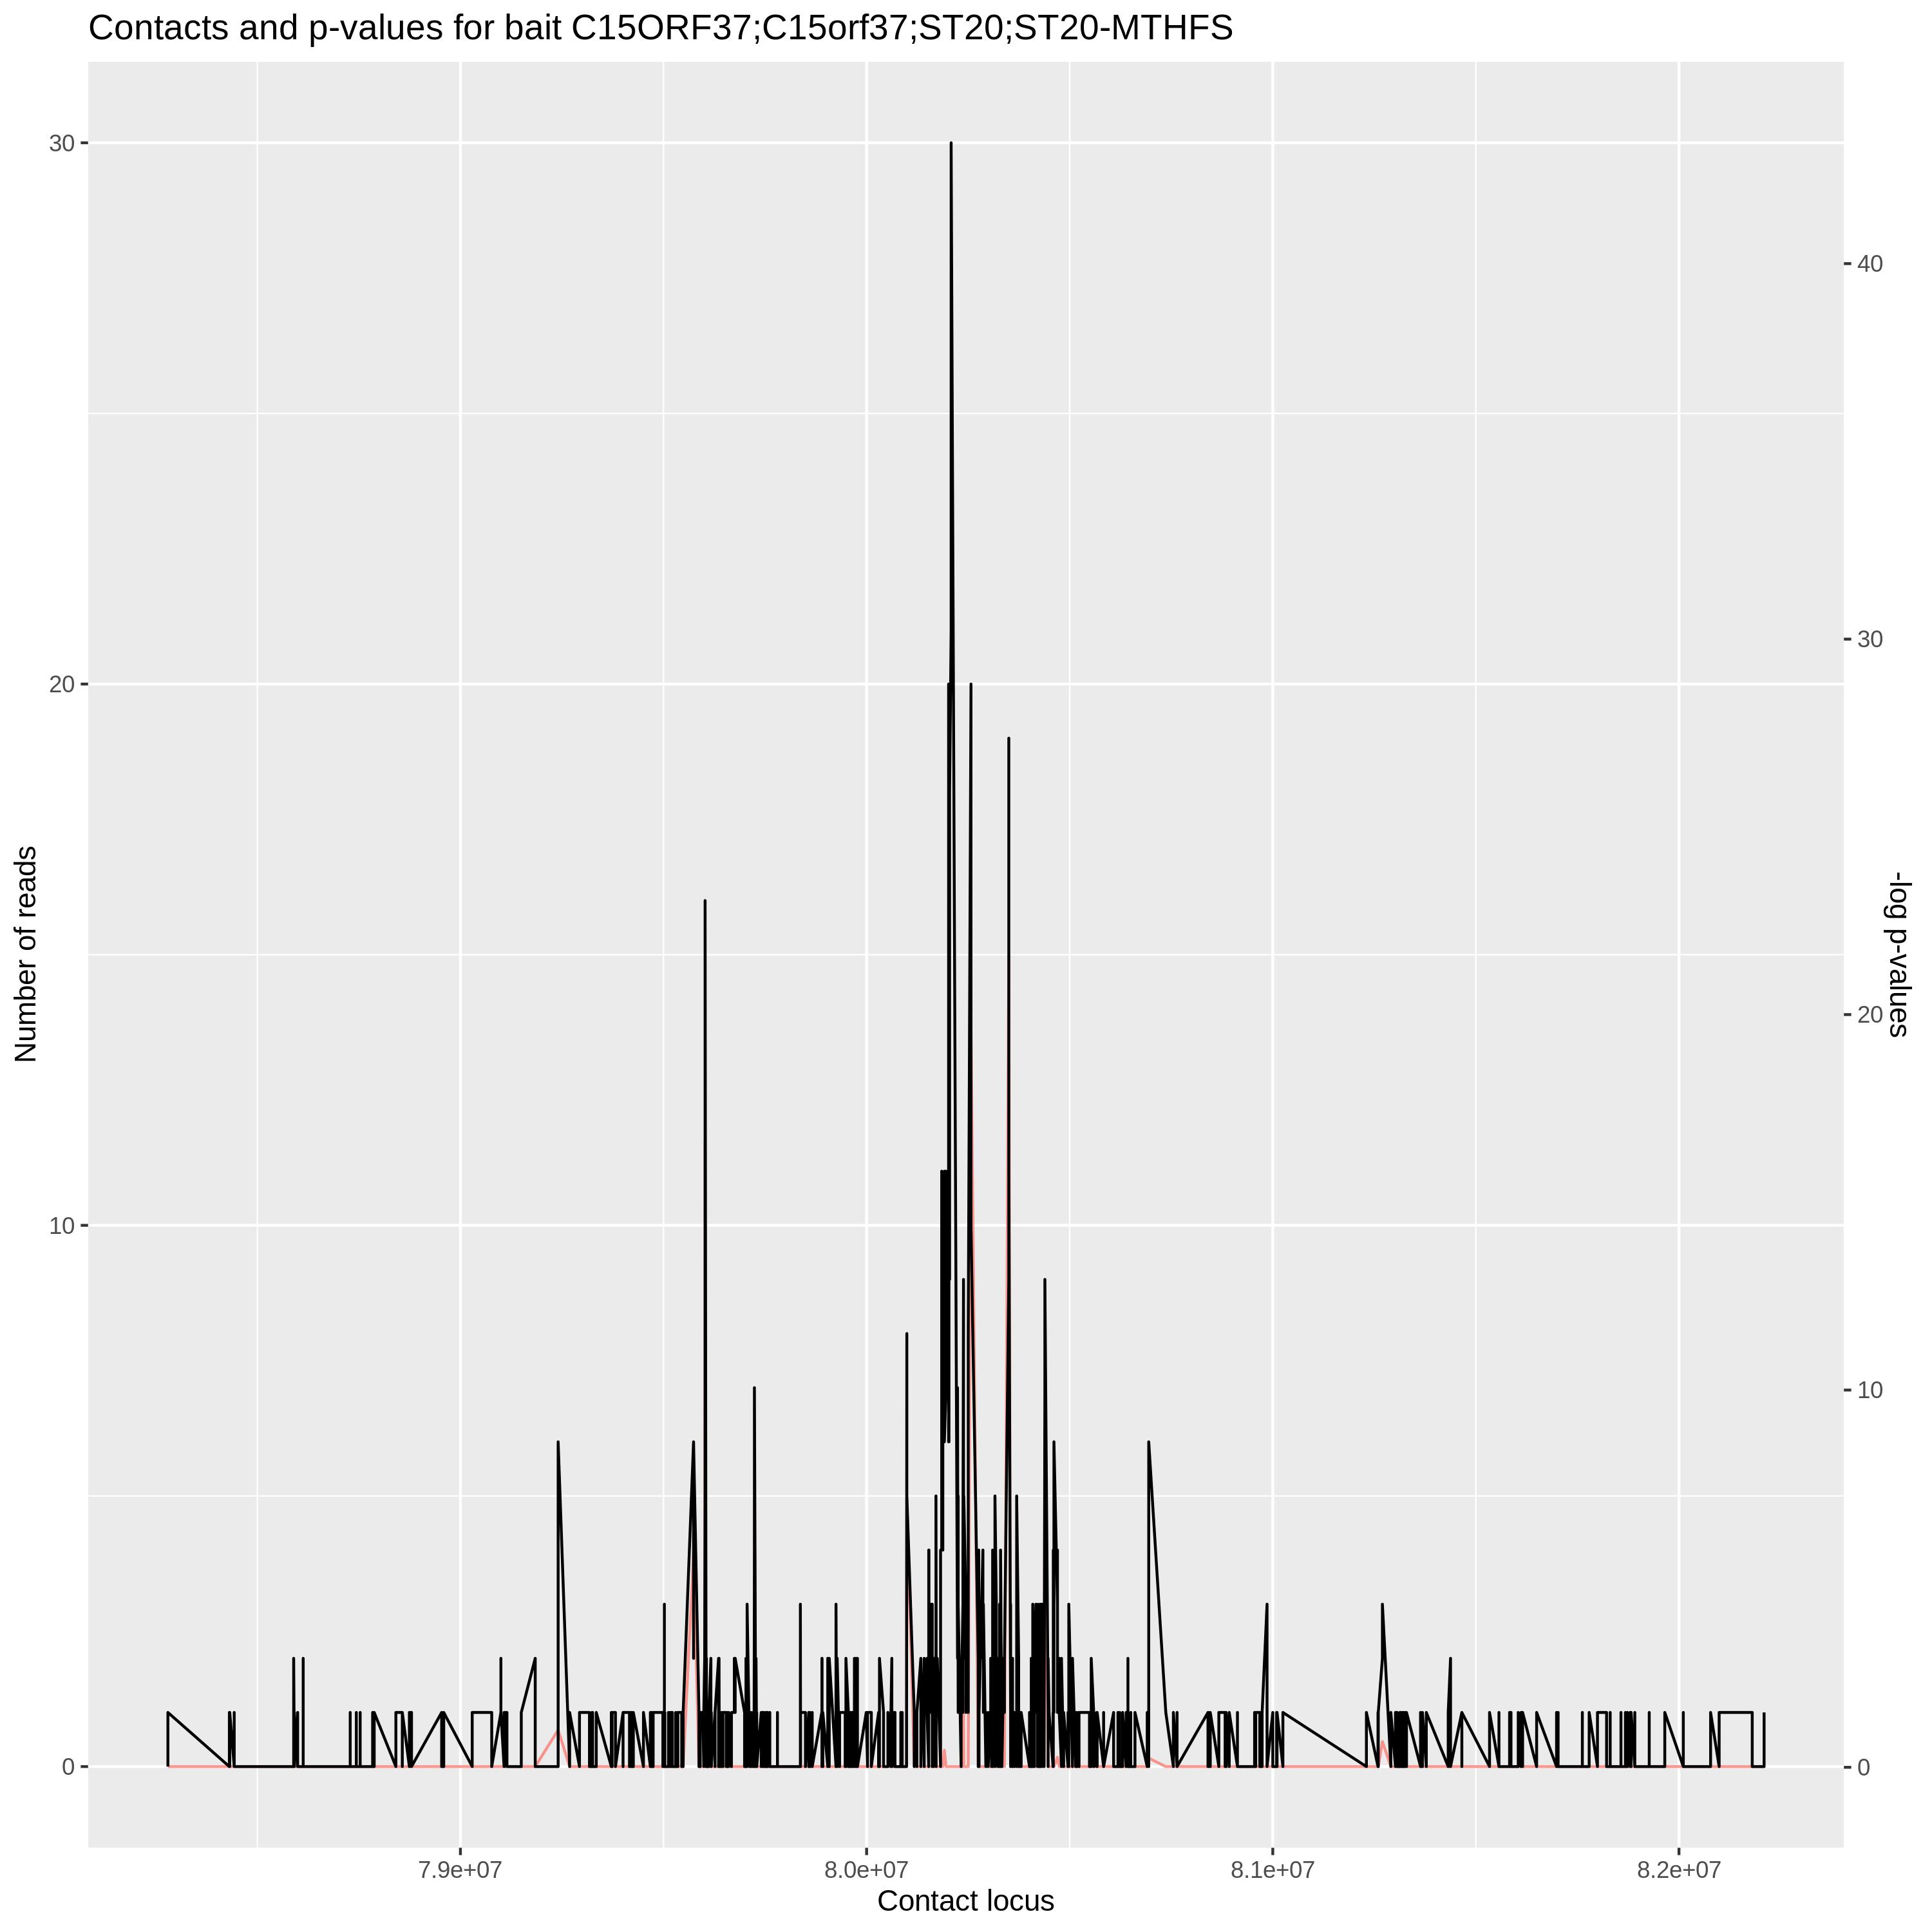 Contacts and p-values for bait C15ORF37;C15orf37;ST20;ST20-MTHFS
30
20
10
0
Number of reads
40
30
20
10
0
-log p-values
7.9e+07
8.0e+07
8.1e+07
8.2e+07
Contact locus